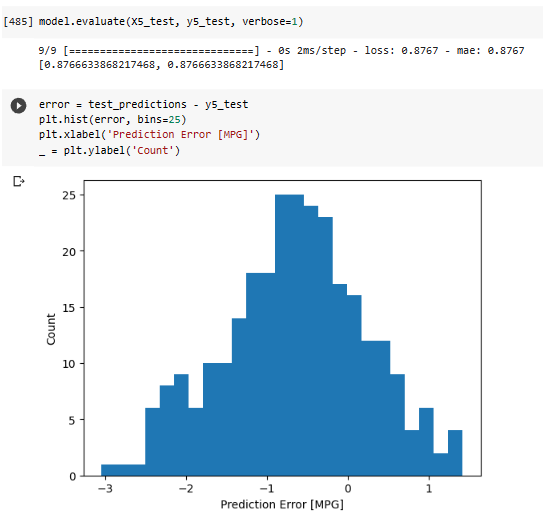 [485] model.evaluate(X5_test, y5_test, verbose=1)
9/9 [==============================] - 0s 2ms/step - loss: 0.8767 - mae: 0.8767
[0.8766633868217468, 0.8766633868217468]
error = test_predictions - y5_test
plt.hist(error, bins=25)
plt.xlabel('Prediction Error [MPG]')
_ = plt.ylabel('Count')
25
20
15
10
5
0
Count
−3 −2 −1 0 1
Prediction Error [MPG]